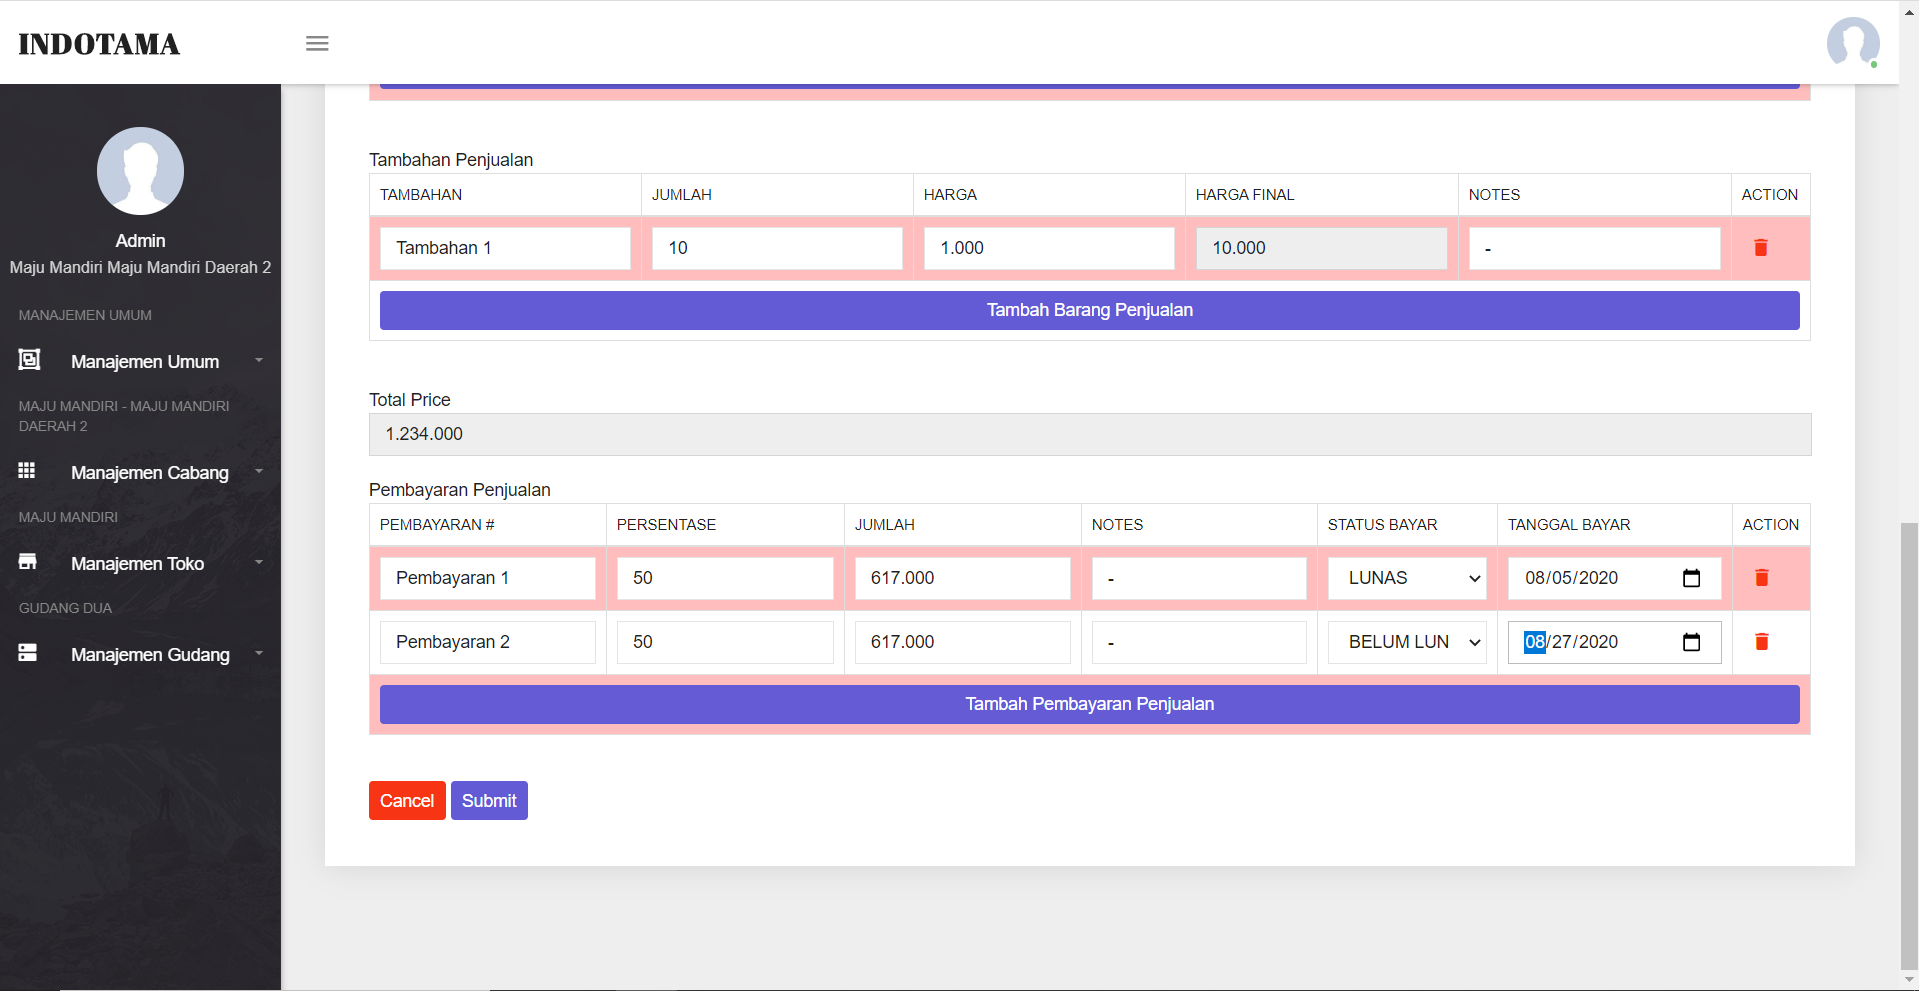 INDOTAMA
Admin
Maju Mandiri Maju Mandiri Daerah 2
MANAJEMEN UMUM
Manajemen Umum
MAJU MANDIRI - MAJU MANDIRI
DAERAH 2
Manajemen Cabang
MAJU MANDIRI
Manajemen Toko
GUDANG DUA
Manajemen Gudang
Tambahan Penjualan
TAMBAHAN JUMLAH HARGA HARGA FINAL NOTES ACTION
Tambahan 1 10 1.000 10.000 -
Tambah Barang Penjualan
Total Price
1.234.000
Pembayaran Penjualan
PEMBAYARAN # PERSENTASE JUMLAH NOTES STATUS BAYAR TANGGAL BAYAR ACTION
Pembayaran 1 50 617.000 - LUNAS 08/05/2020
Pembayaran 2 50 617.000 - BELUM LUN 08/27/2020
Tambah Pembayaran Penjualan
Cancel Submit